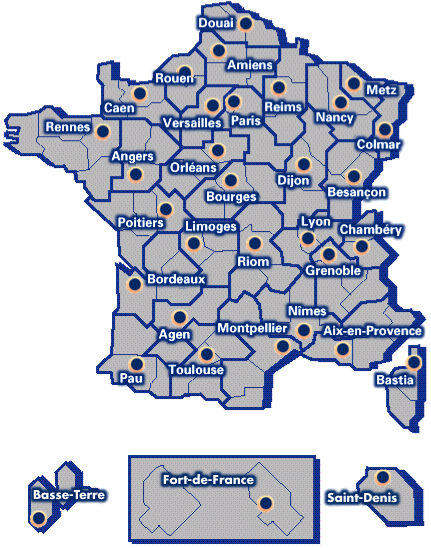 Douai
Amiens
Rouen
Metz
Caen
Reims
Versailles
Paris
Nancy
Rennes
Colmar
Angers
Orléans
Dijon
Besançon
Bourges
Poitiers
Limoges
Lyon
Chambéry
Riom
Grenoble
Bordeaux
Nîmes
Montpellier
Aix-en-Provence
Agen
Toulouse
Pau
Bastia
Fort-de-France
Basse-Terre
Saint-Denis